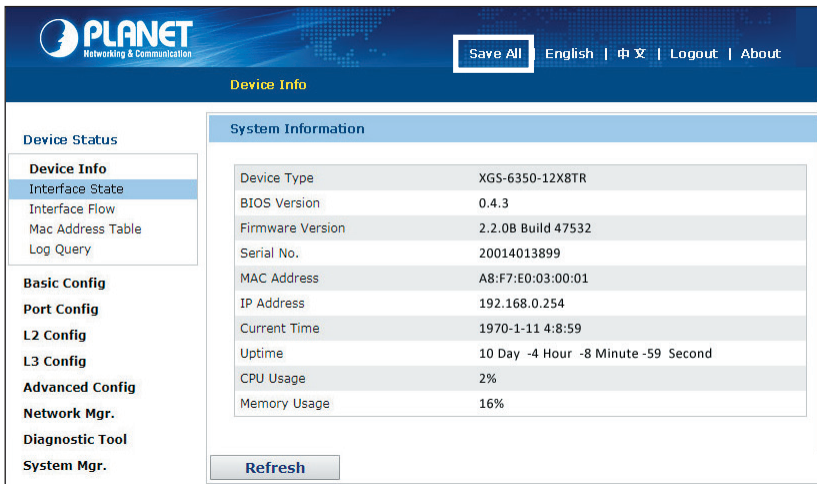 PLANET
Networking & Communication
Save All | English | 中文 | Logout | About
Device Info
Device Status
Device Info
Interface State
Interface Flow
Mac Address Table
Log Query
Basic Config
Port Config
L2 Config
L3 Config
Advanced Config
Network Mgr.
Diagnostic Tool
System Mgr.
System Information
Device Type XGS-6350-12X8TR
BIOS Version 0.4.3
Firmware Version 2.2.0B Build 47532
Serial No. 20014013899
MAC Address A8:F7:E0:03:00:01
IP Address 192.168.0.254
Current Time 1970-1-11 4:8:59
Uptime 10 Day -4 Hour -8 Minute -59 Second
CPU Usage 2%
Memory Usage 16%
Refresh